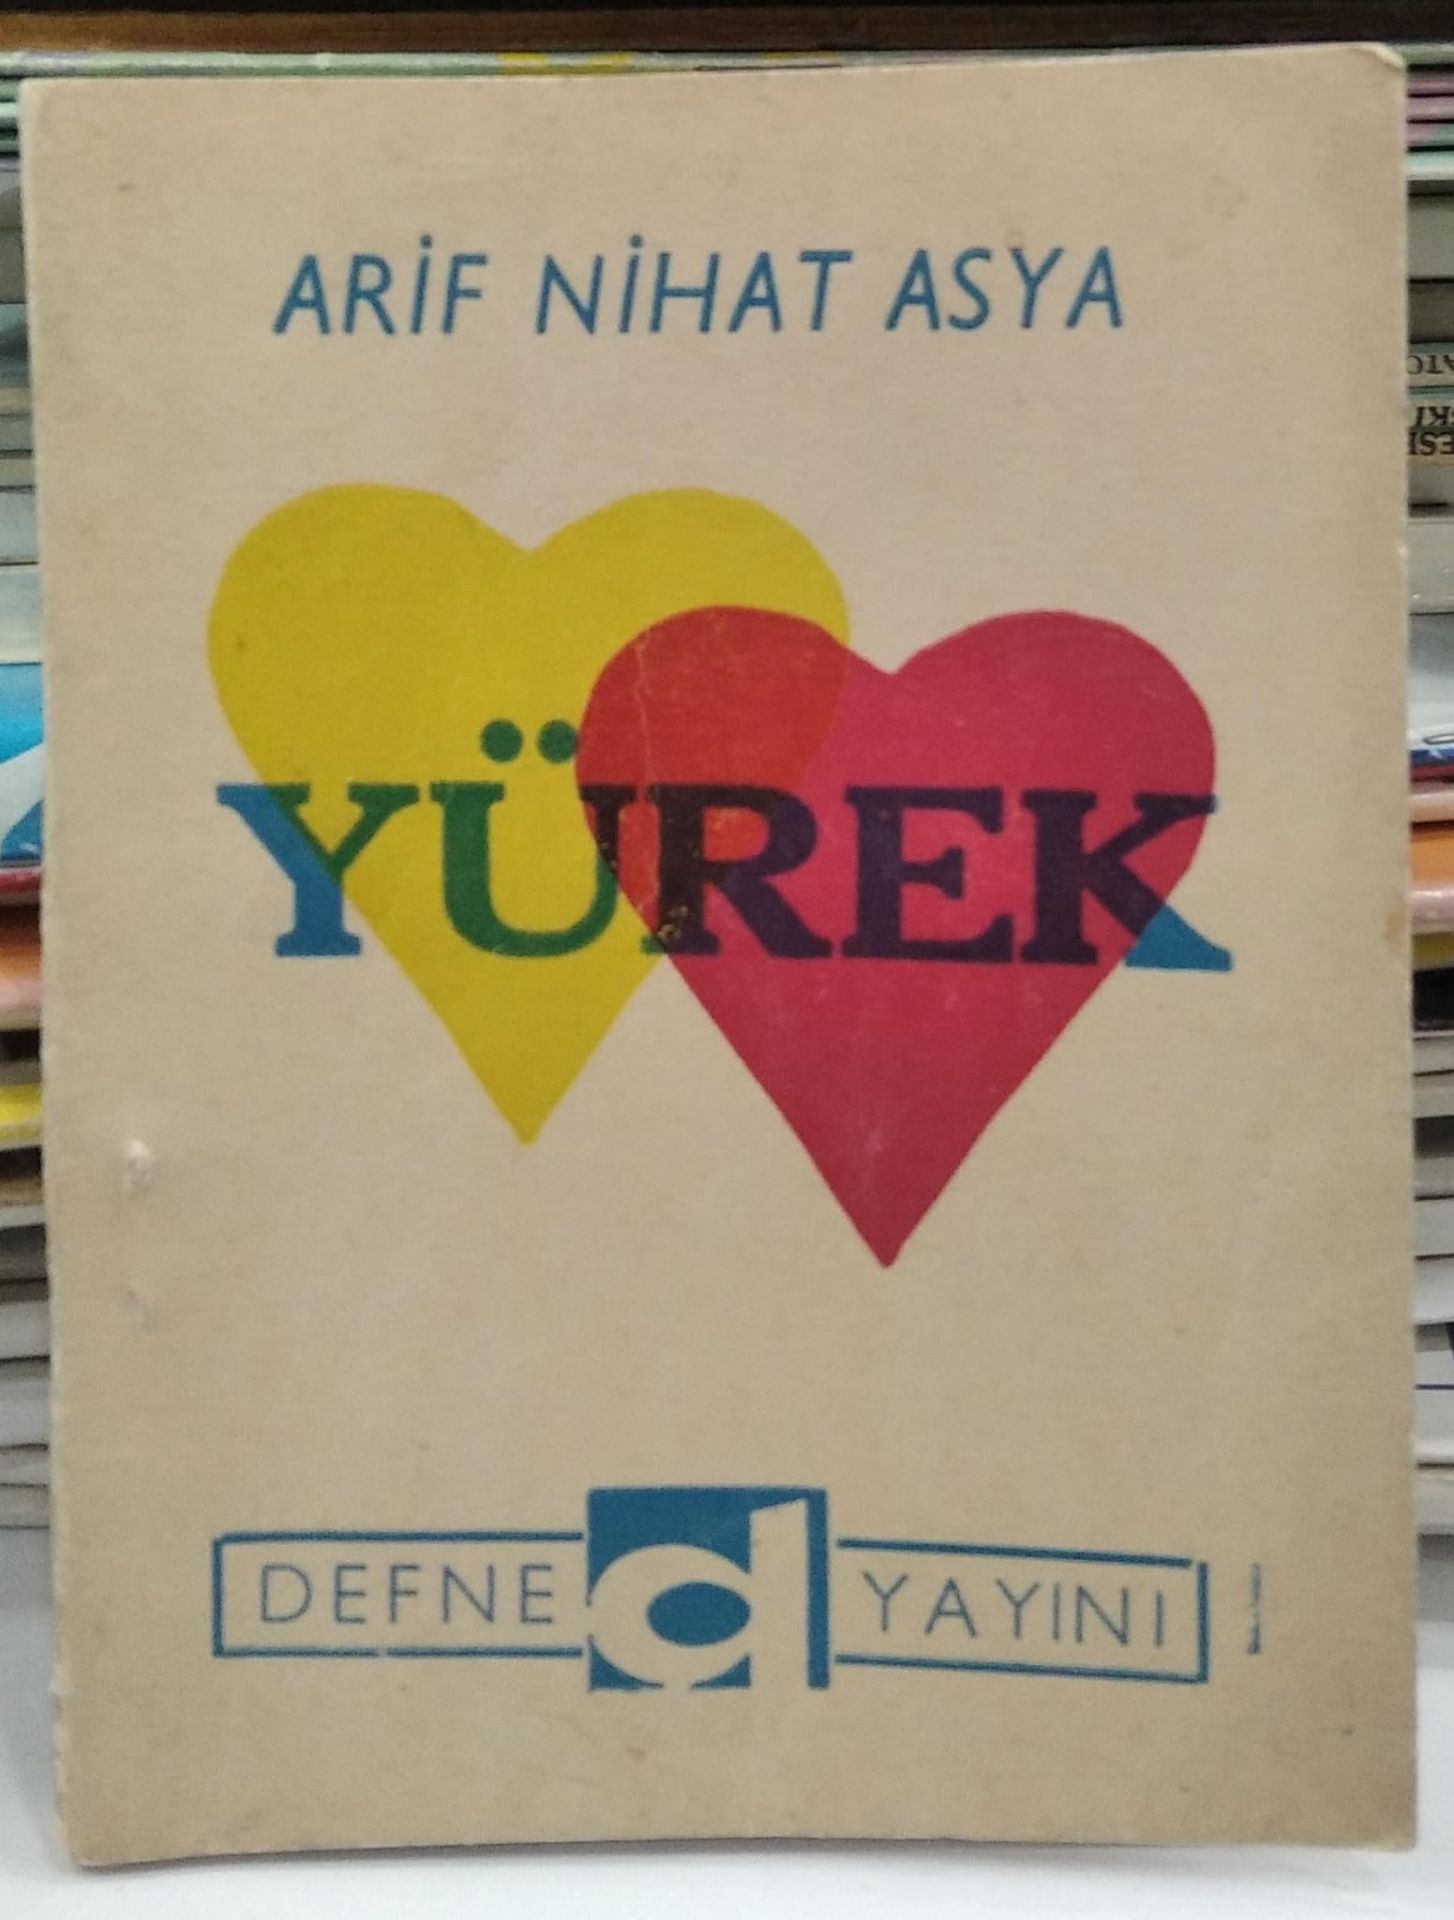 ARİF NİHAT ASYA
YÜREK
DEFNE d YAYINI